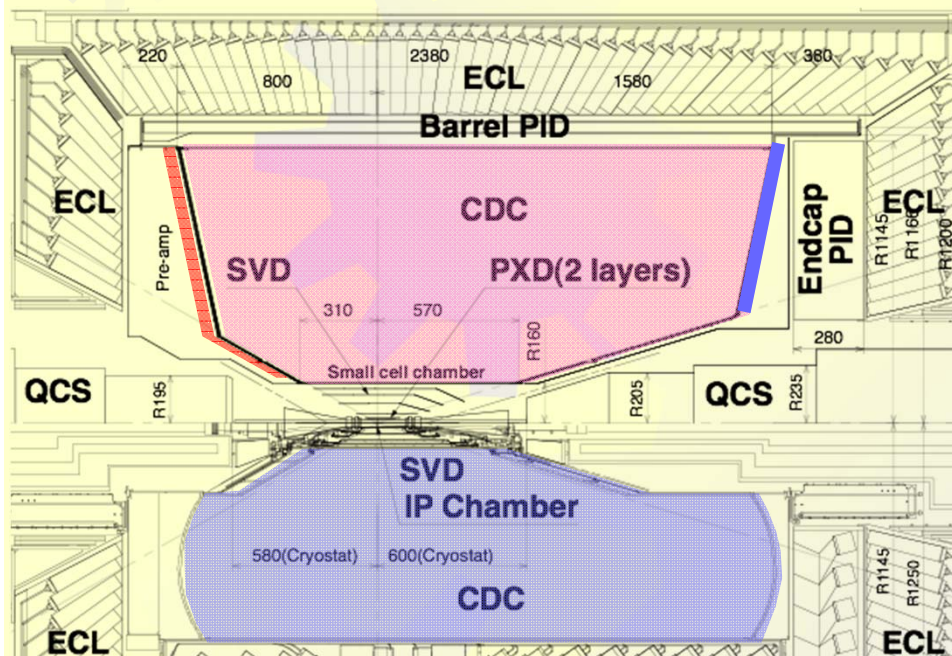 220
2380
380
800
ECL
1580
Barrel PID
ECL
CDC
ECL
Pre-amp
SVD
PXD(2 layers)
Endcap
PID
R1145
R1166
R1200
310
570
R160
280
Small cell chamber
QCS
R195
R205
QCS
R235
SVD
IP Chamber
580(Cryostat)
600(Cryostat)
CDC
R1145
R1250
ECL
ECL